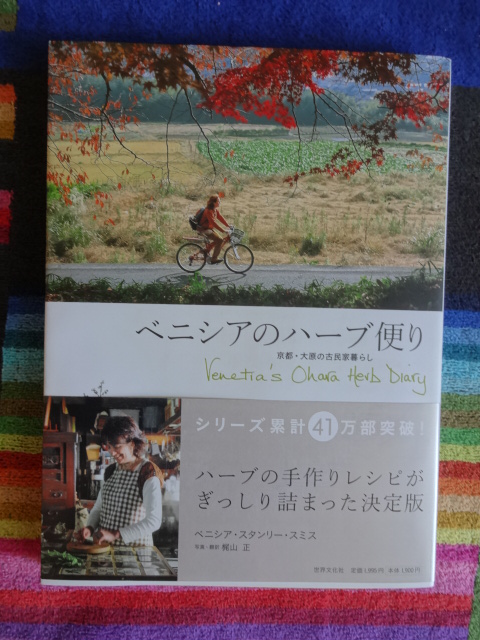 ベニシアのハーブ便り
京都・大原の古民家暮らし
Venetia's Ohara Herb Diary
シリーズ累計41万部突破！
ハーブの手作りレシピが
ぎっしり詰まった決定版
ベニシア・スタンリー・スミス
写真・翻訳 梶山 正
世界文化社